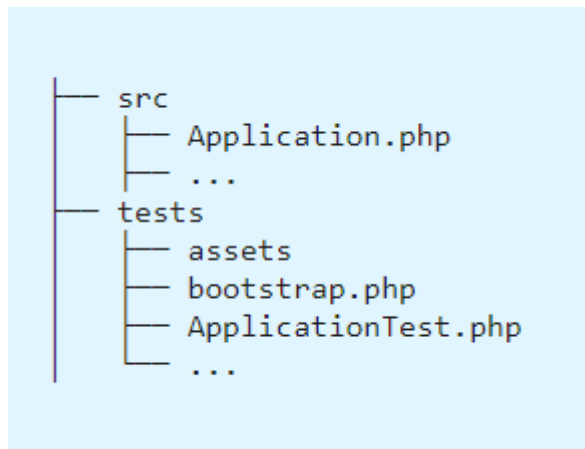 src
Application.php
...
tests
assets
bootstrap.php
ApplicationTest.php
...